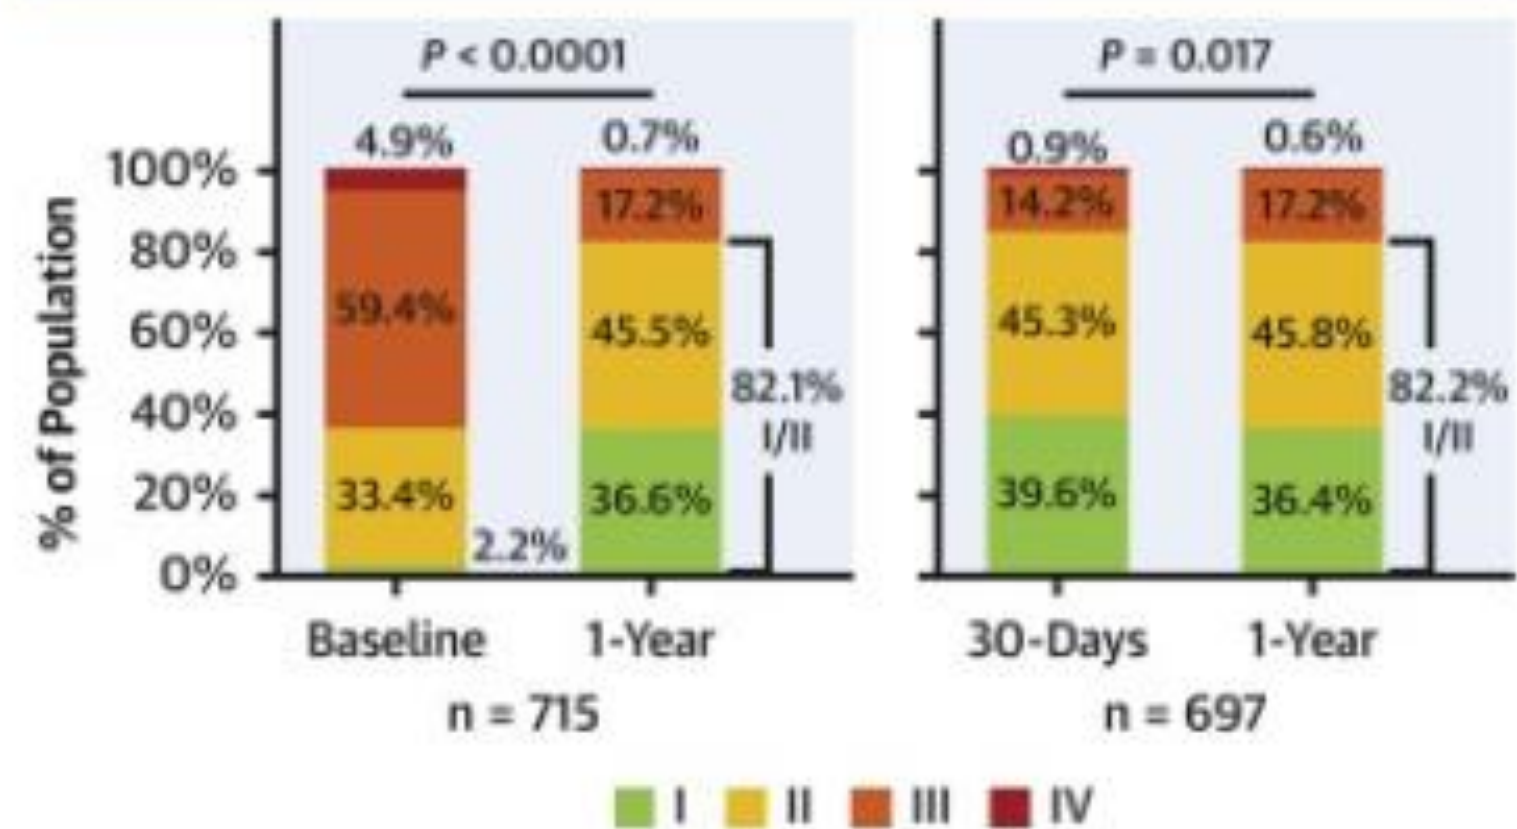 P < 0.0001
P = 0.017
4.9%
0.7%
0.9%
0.6%
100%
80%
60%
40%
20%
0%
% of Population
59.4%
33.4%
2.2%
17.2%
45.5%
36.6%
82.1%
I/II
14.2%
45.3%
39.6%
17.2%
45.8%
36.4%
82.2%
I/II
Baseline
1-Year
30-Days
1-Year
n = 715
n = 697
I II III IV